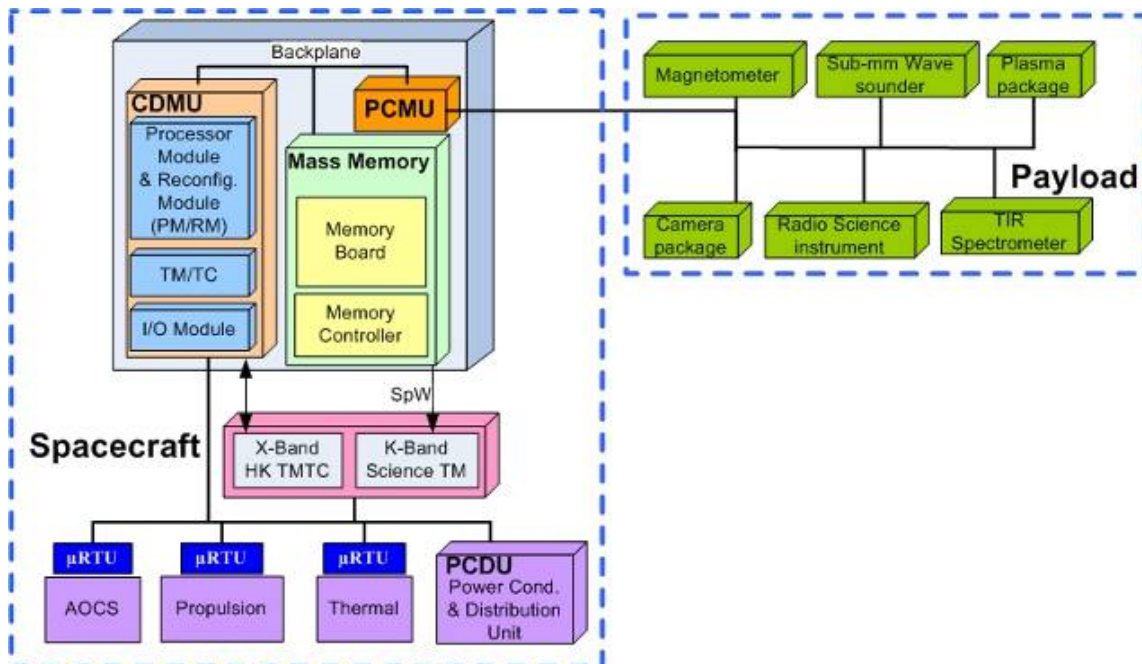 Backplane
CDMU
Processor
Module
& Reconfig.
Module
(PM/RM)
TM/TC
I/O Module
PCMU
Mass Memory
Memory
Board
Memory
Controller
SpW
Spacecraft
X-Band
HK TMTC
K-Band
Science TM
µRTU
AOCS
µRTU
Propulsion
µRTU
Thermal
PCDU
Power Cond.
& Distribution
Unit
Magnetometer
Sub-mm Wave
sounder
Plasma
package
Payload
Camera
package
Radio Science
instrument
TIR
Spectrometer